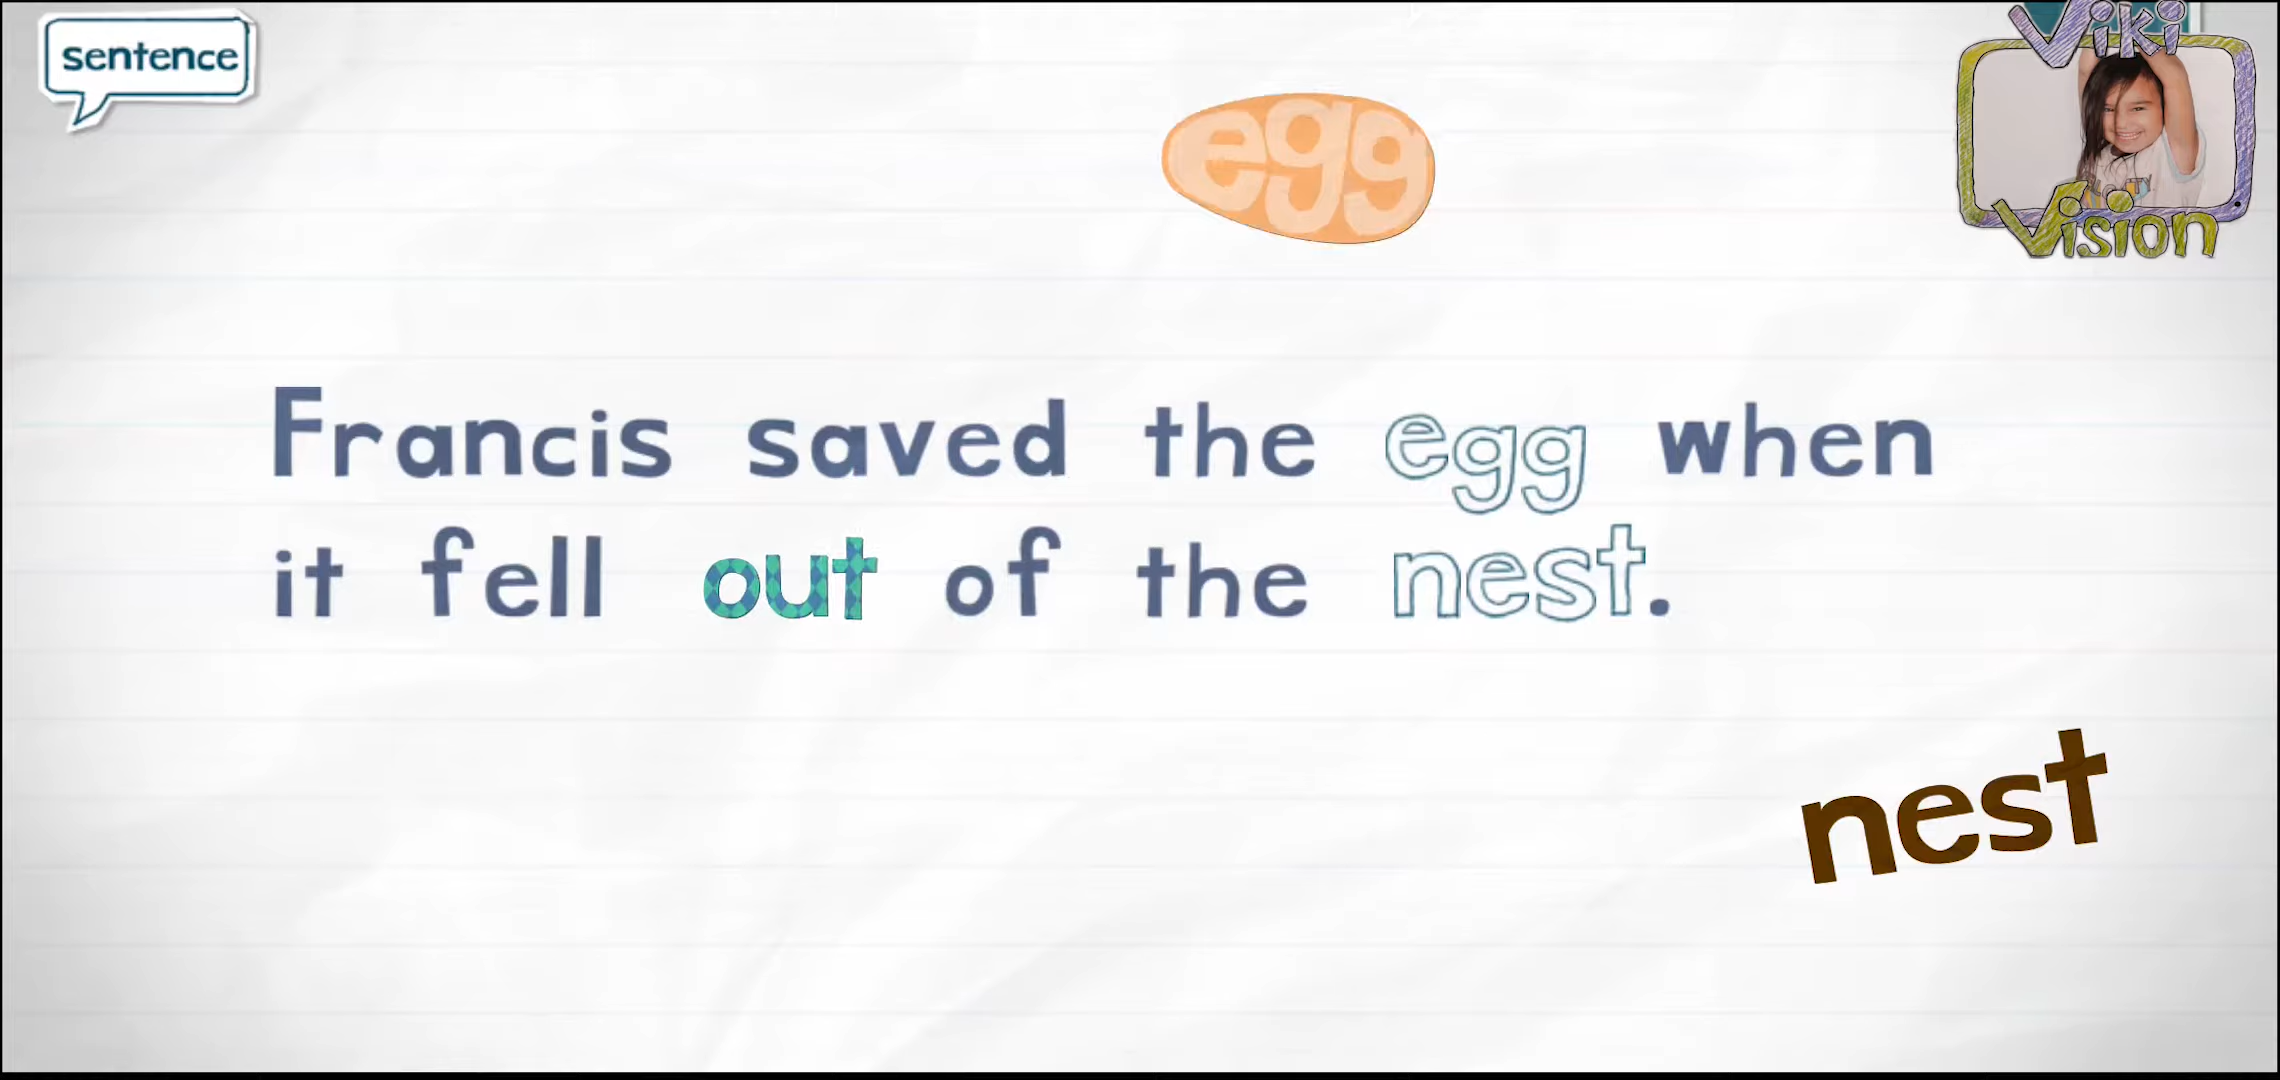 sentence
Viki
Vision
egg
Francis saved the egg when
it fell out of the nest.
nest